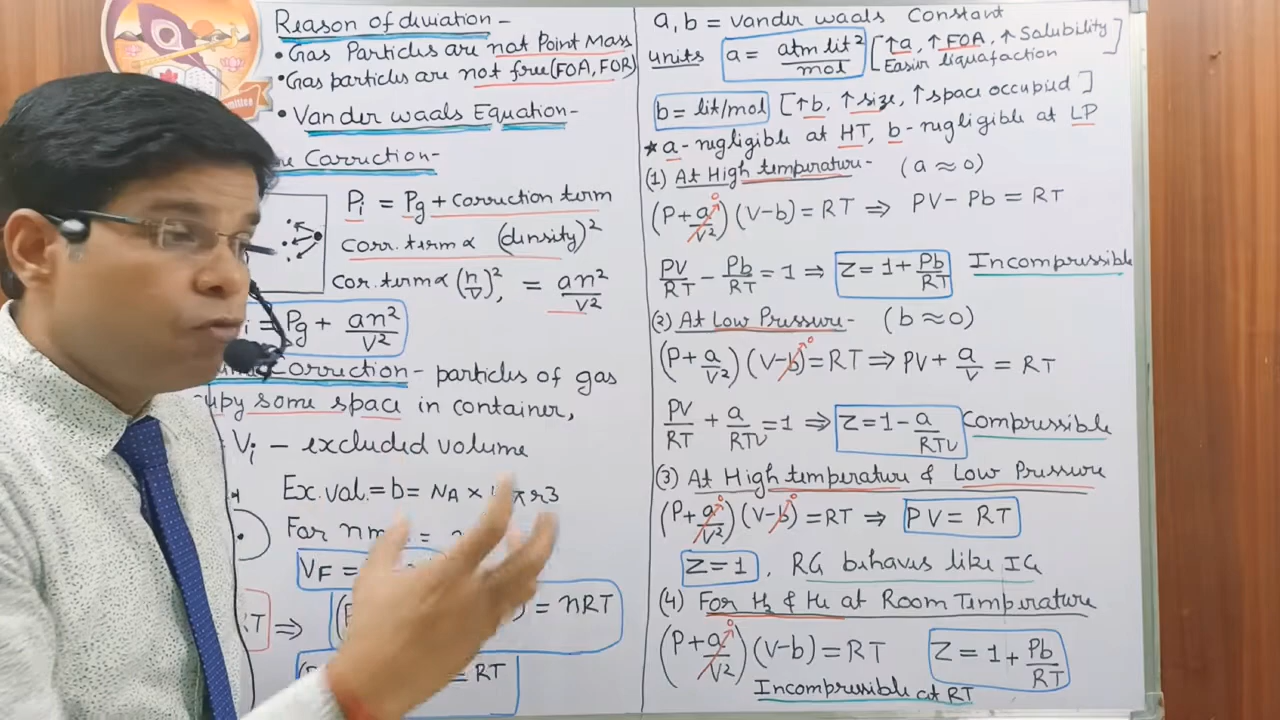 Reason of deviation -
• Gas Particles are not Point Mass
• Gas particles are not free (FOA, FOR)
• Vander waals Equation -
Correction -
Pi = Pg + correction term
corr. term ∝ (density)²
cor. term ∝ (n/V)², = an²/V²
= Pg + an²/V²
Correction - particles of gas
some space in container,
Vi – excluded volume
Ex. vol. = b = NA ×
For n
VF =
⇒ = nRT
= RT
a, b = vander waals Constant
units a = atm lit²/mol [↑a, ↑FOA, ↑Solubility
Easier liquafaction]
b = lit/mol [↑b, ↑size, ↑space occupied]
★ a - negligible at HT, b - negligible at LP
(1) At High temperature - (a ≈ 0)
(P + a/V²) (V-b) = RT ⇒ PV - Pb = RT
PV/RT - Pb/RT = 1 ⇒ Z = 1 + Pb/RT Incompressible
(2) At Low Pressure - (b ≈ 0)
(P + a/V²) (V-b) = RT ⇒ PV + a/V = RT
PV/RT + a/RTV = 1 ⇒ Z = 1 - a/RTV Compressible
(3) At High temperature & Low Pressure
(P + a/V²) (V-b) = RT ⇒ PV = RT
Z = 1, RG behaves like IG
(4) For H₂ & He at Room Temperature
(P + a/V²) (V-b) = RT Z = 1 + Pb/RT
Incompressible at RT